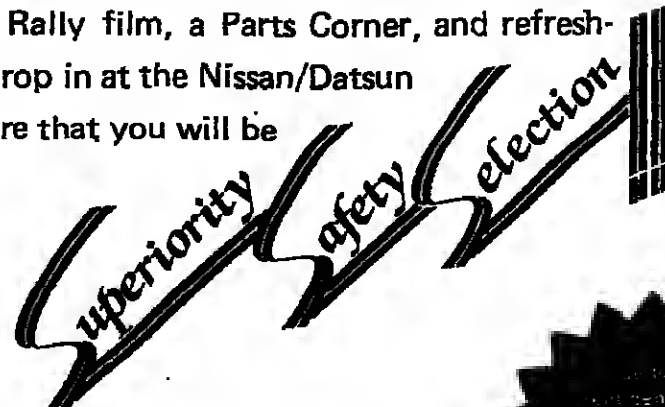 Rally film, a Parts Corner, and refresh-
rop in at the Nissan/Datsun
re that you will be
Superiority Safety Selection